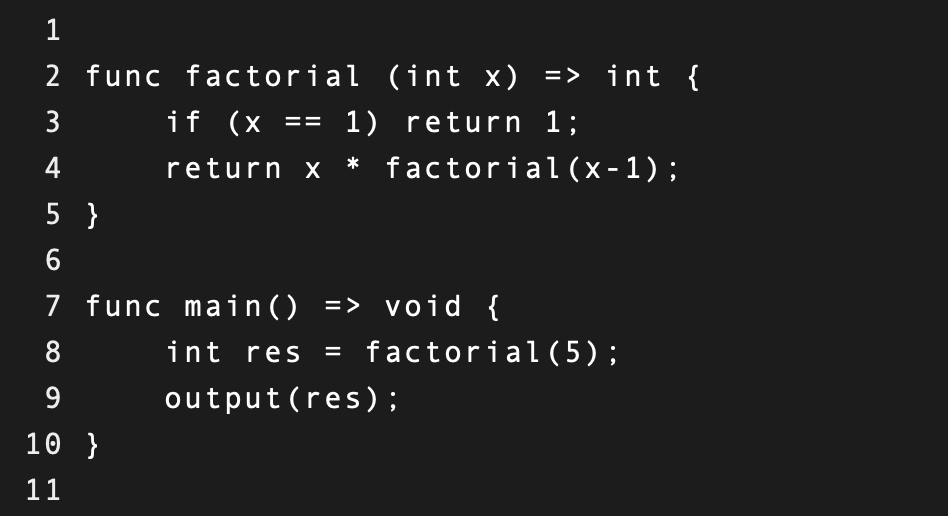 1
2 func factorial (int x) => int {
3     if (x == 1) return 1;
4     return x * factorial(x-1);
5 }
6
7 func main() => void {
8     int res = factorial(5);
9     output(res);
10 }
11